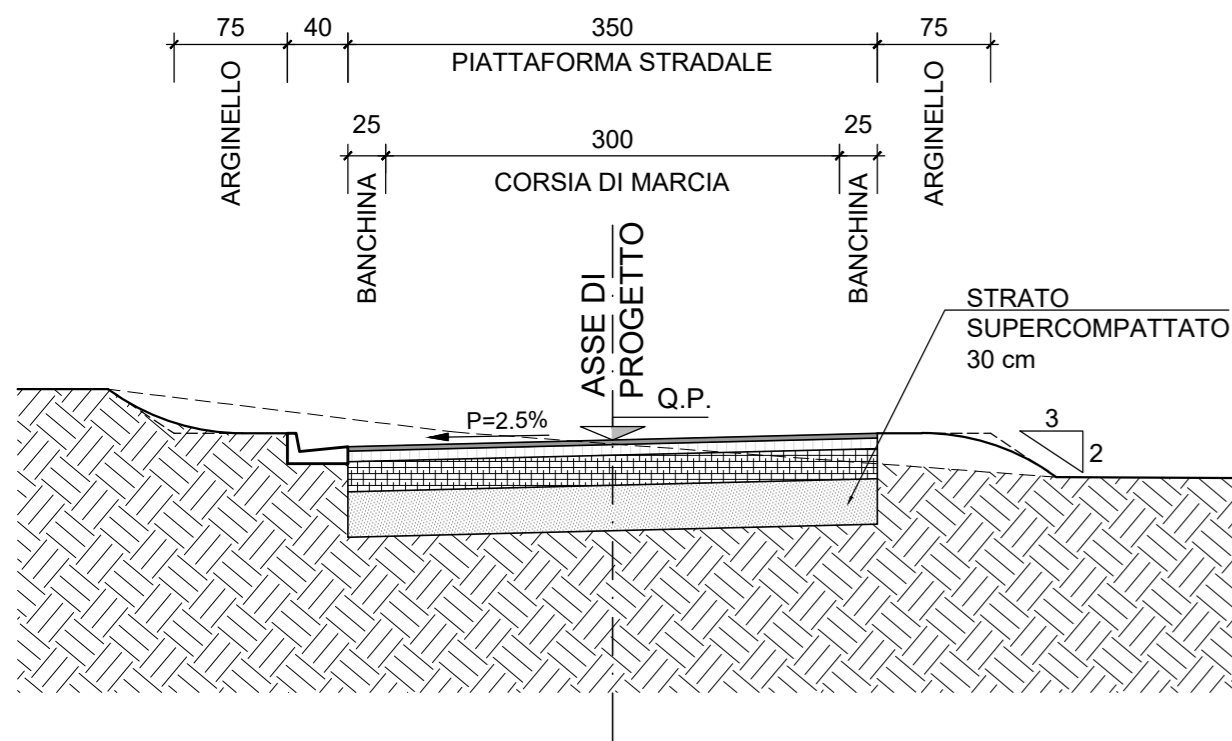 75
40
350
75
PIATTAFORMA STRADALE
ARGINELLO
ARGINELLO
25
300
25
CORSIA DI MARCIA
BANCHINA
BANCHINA
ASSE DI
PROGETTO
STRATO
SUPERCOMPATTATO
30 cm
Q.P.
P=2.5%
3
2